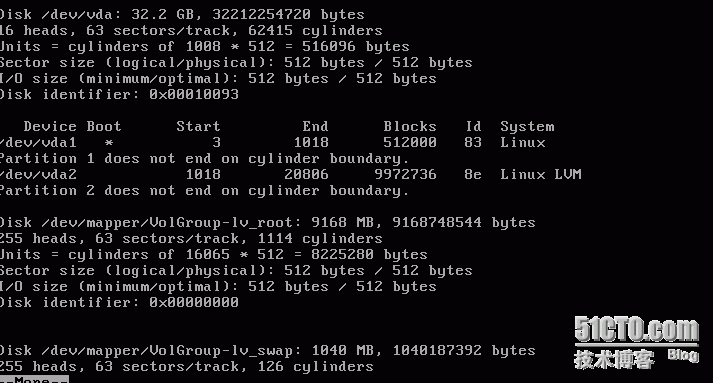 Disk /dev/vda: 32.2 GB, 32212254720 bytes
16 heads, 63 sectors/track, 62415 cylinders
Units = cylinders of 1008 * 512 = 516096 bytes
Sector size (logical/physical): 512 bytes / 512 bytes
I/O size (minimum/optimal): 512 bytes / 512 bytes
Disk identifier: 0x00010093
Device Boot Start End Blocks Id System
/dev/vda1 * 3 1018 512000 83 Linux
Partition 1 does not end on cylinder boundary.
/dev/vda2 1018 20806 9972736 8e Linux LVM
Partition 2 does not end on cylinder boundary.
Disk /dev/mapper/VolGroup-lv_root: 9168 MB, 9168748544 bytes
255 heads, 63 sectors/track, 1114 cylinders
Units = cylinders of 16065 * 512 = 8225280 bytes
Sector size (logical/physical): 512 bytes / 512 bytes
I/O size (minimum/optimal): 512 bytes / 512 bytes
Disk identifier: 0x00000000
Disk /dev/mapper/VolGroup-lv_swap: 1040 MB, 1040187392 bytes
255 heads, 63 sectors/track, 126 cylinders
--More--
51CTO.com
技术博客 Blog